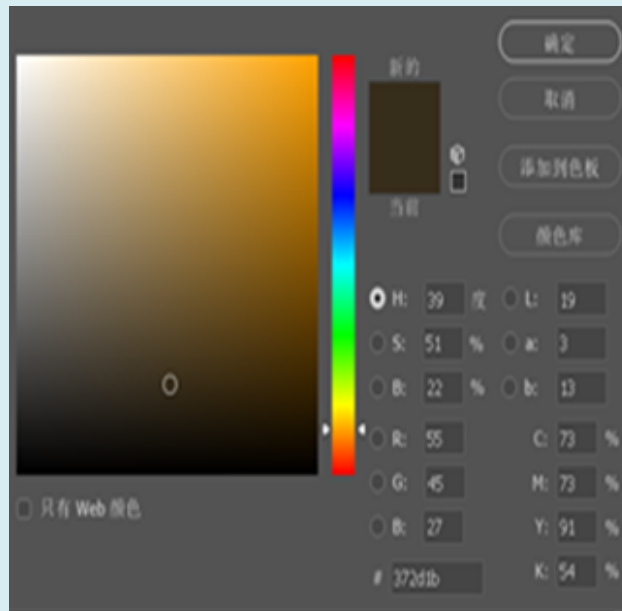 确定
新的
取消
添加到色板
当前
颜色库
H: 39 度 L: 19
S: 51 % a: 3
B: 22 % b: 13
R: 55 C: 73 %
G: 45 M: 73 %
只有 Web 颜色
B: 27 Y: 91 %
# 372d1b K: 54 %